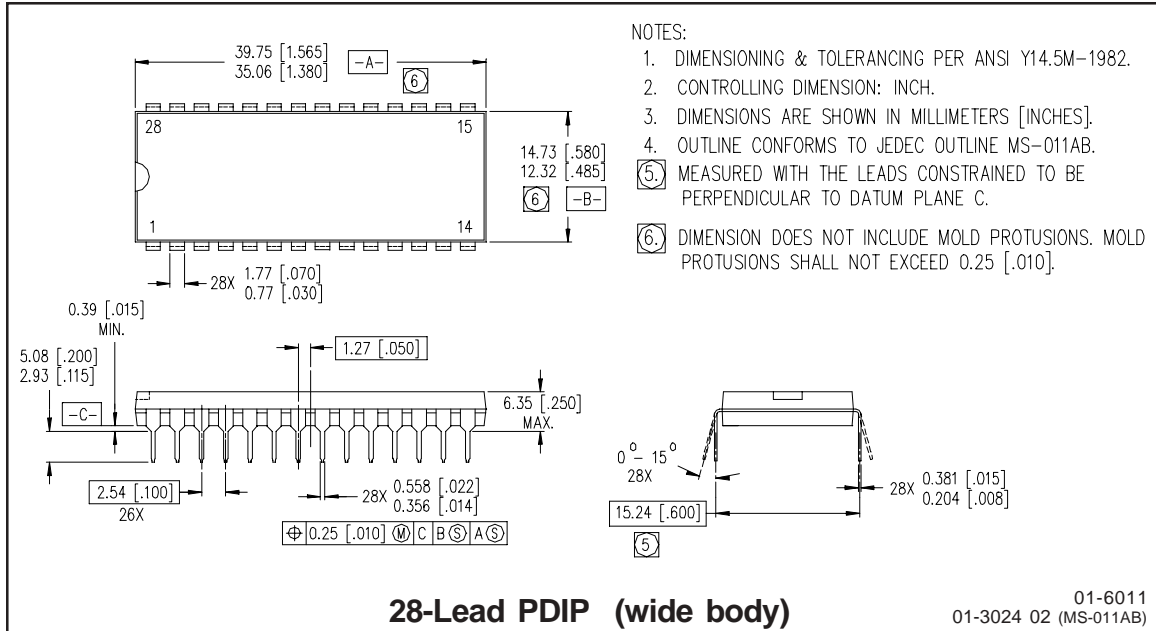 39.75 [1.565]
35.06 [1.380]
-A-
6
28
15
1
14
14.73 [.580]
12.32 [.485]
6
-B-
28X 1.77 [.070]
0.77 [.030]
NOTES:
1. DIMENSIONING & TOLERANCING PER ANSI Y14.5M-1982.
2. CONTROLLING DIMENSION: INCH.
3. DIMENSIONS ARE SHOWN IN MILLIMETERS [INCHES].
4. OUTLINE CONFORMS TO JEDEC OUTLINE MS-011AB.
5. MEASURED WITH THE LEADS CONSTRAINED TO BE
PERPENDICULAR TO DATUM PLANE C.
6. DIMENSION DOES NOT INCLUDE MOLD PROTUSIONS. MOLD
PROTUSIONS SHALL NOT EXCEED 0.25 [.010].
0.39 [.015]
MIN.
5.08 [.200]
2.93 [.115]
-C-
1.27 [.050]
6.35 [.250]
MAX.
2.54 [.100]
26X
28X 0.558 [.022]
0.356 [.014]
⌖ 0.25 [.010] Ⓜ C B Ⓢ A Ⓢ
0° - 15°
28X
15.24 [.600]
5
28X 0.381 [.015]
0.204 [.008]
28-Lead PDIP (wide body)
01-6011
01-3024 02 (MS-011AB)